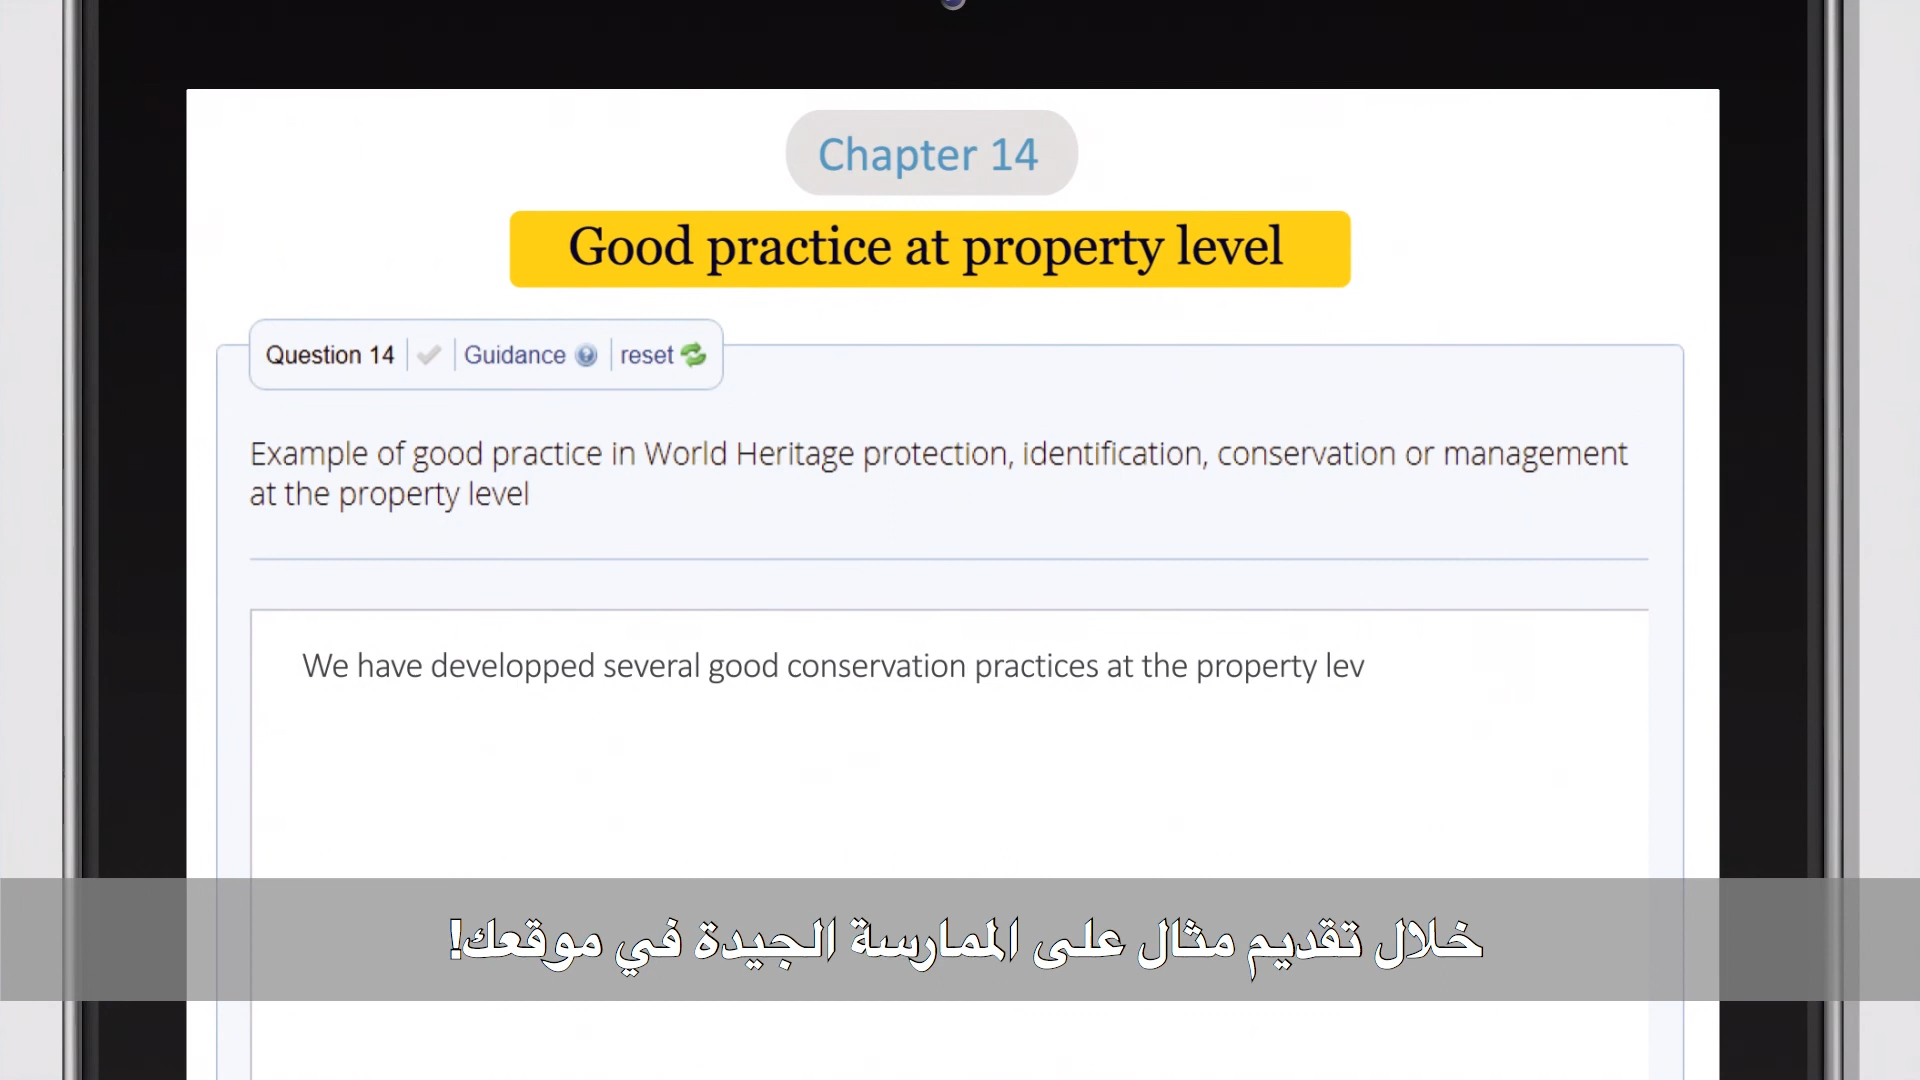 Chapter 14
Good practice at property level
Question 14 Guidance reset
Example of good practice in World Heritage protection, identification, conservation or management
at the property level
We have developped several good conservation practices at the property lev
خلال تقديم مثال على الممارسة الجيدة في موقعك!